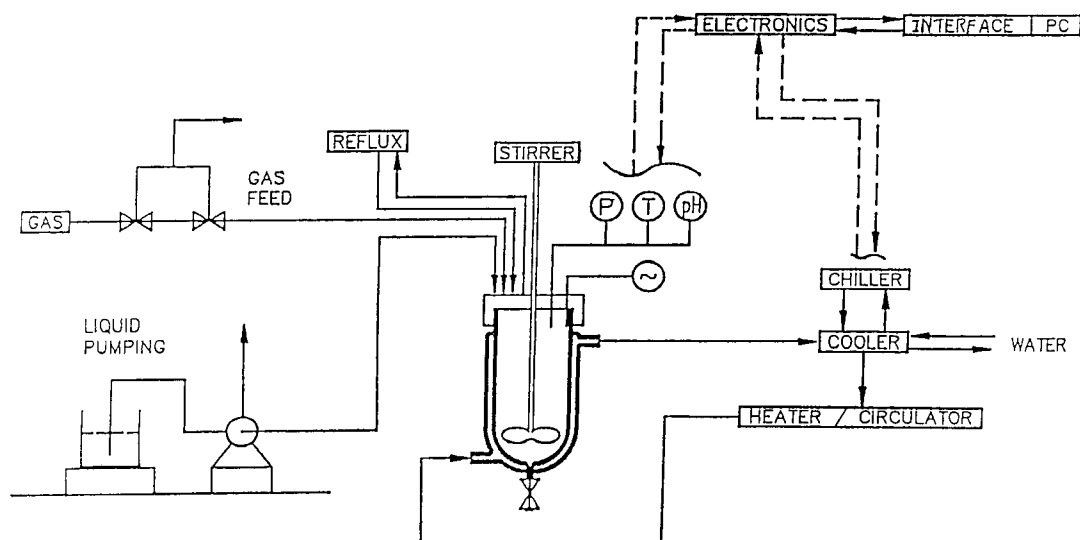 ELECTRONICS
INTERFACE PC
REFLUX
STIRRER
GAS
FEED
GAS
P T pH
~
CHILLER
LIQUID
PUMPING
COOLER
WATER
HEATER / CIRCULATOR